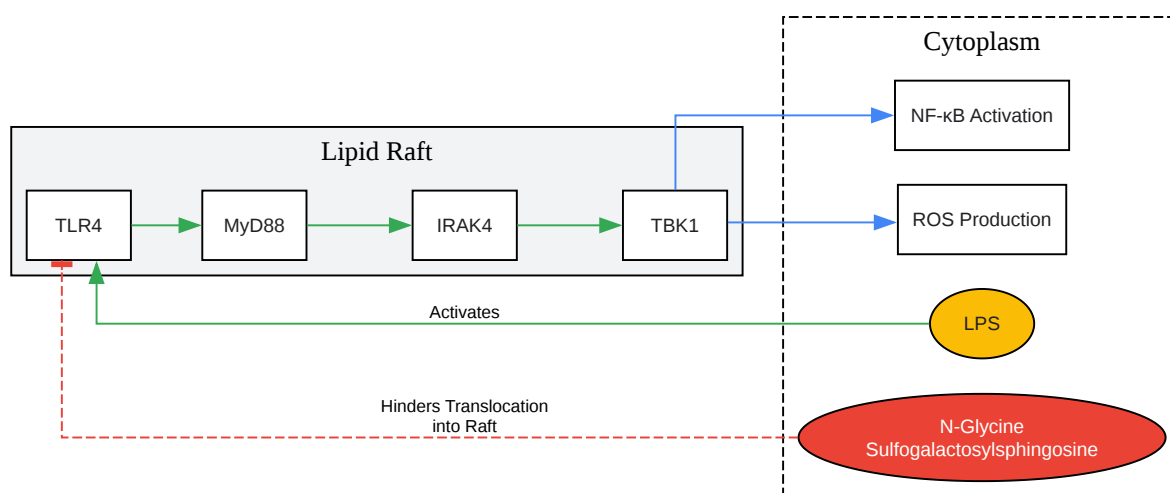 Cytoplasm
NF-κB Activation
Lipid Raft
TLR4
MyD88
IRAK4
TBK1
ROS Production
Activates
LPS
Hinders Translocation
into Raft
N-Glycine
Sulfogalactosylsphingosine